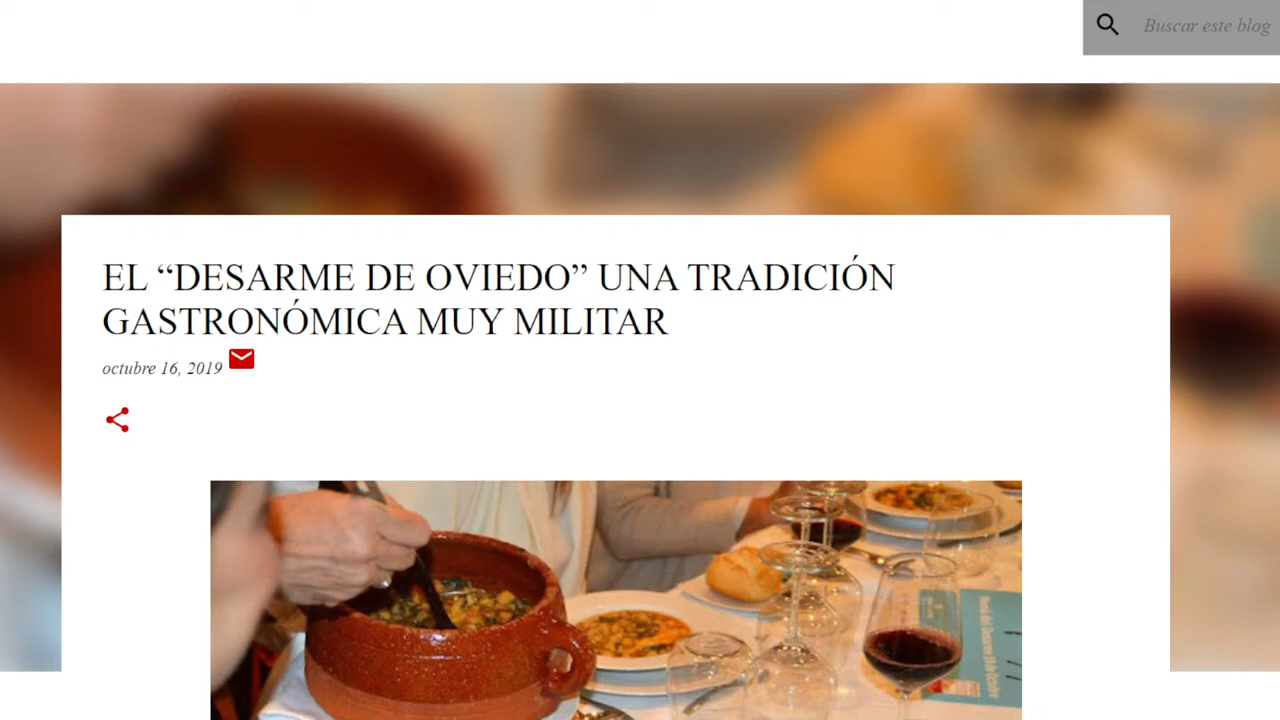 Buscar este blog
EL “DESARME DE OVIEDO” UNA TRADICIÓN
GASTRONÓMICA MUY MILITAR
octubre 16, 2019